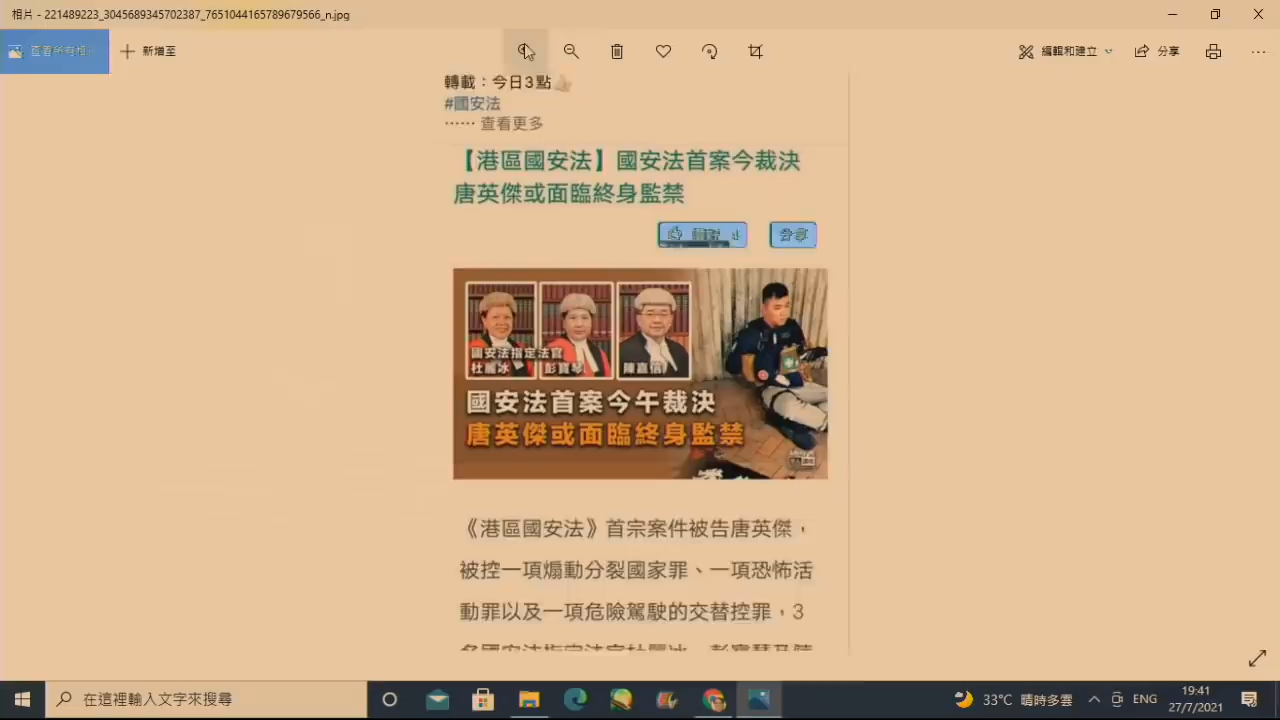 相片 - 221489223_3045689345702387_7651044165789679566_n.jpg
新增至
編輯和建立
分享
轉載：今日3點
#國安法
…… 查看更多
【港區國安法】國安法首案今裁決
唐英傑或面臨終身監禁
分享
國安法指定法官
杜麗冰
彭寶琴
陳嘉信
國安法首案今午裁決
唐英傑或面臨終身監禁
《港區國安法》首宗案件被告唐英傑，
被控一項煽動分裂國家罪、一項恐怖活
動罪以及一項危險駕駛的交替控罪，3
在這裡輸入文字來搜尋
33°C 晴時多雲
ENG
19:41
27/7/2021